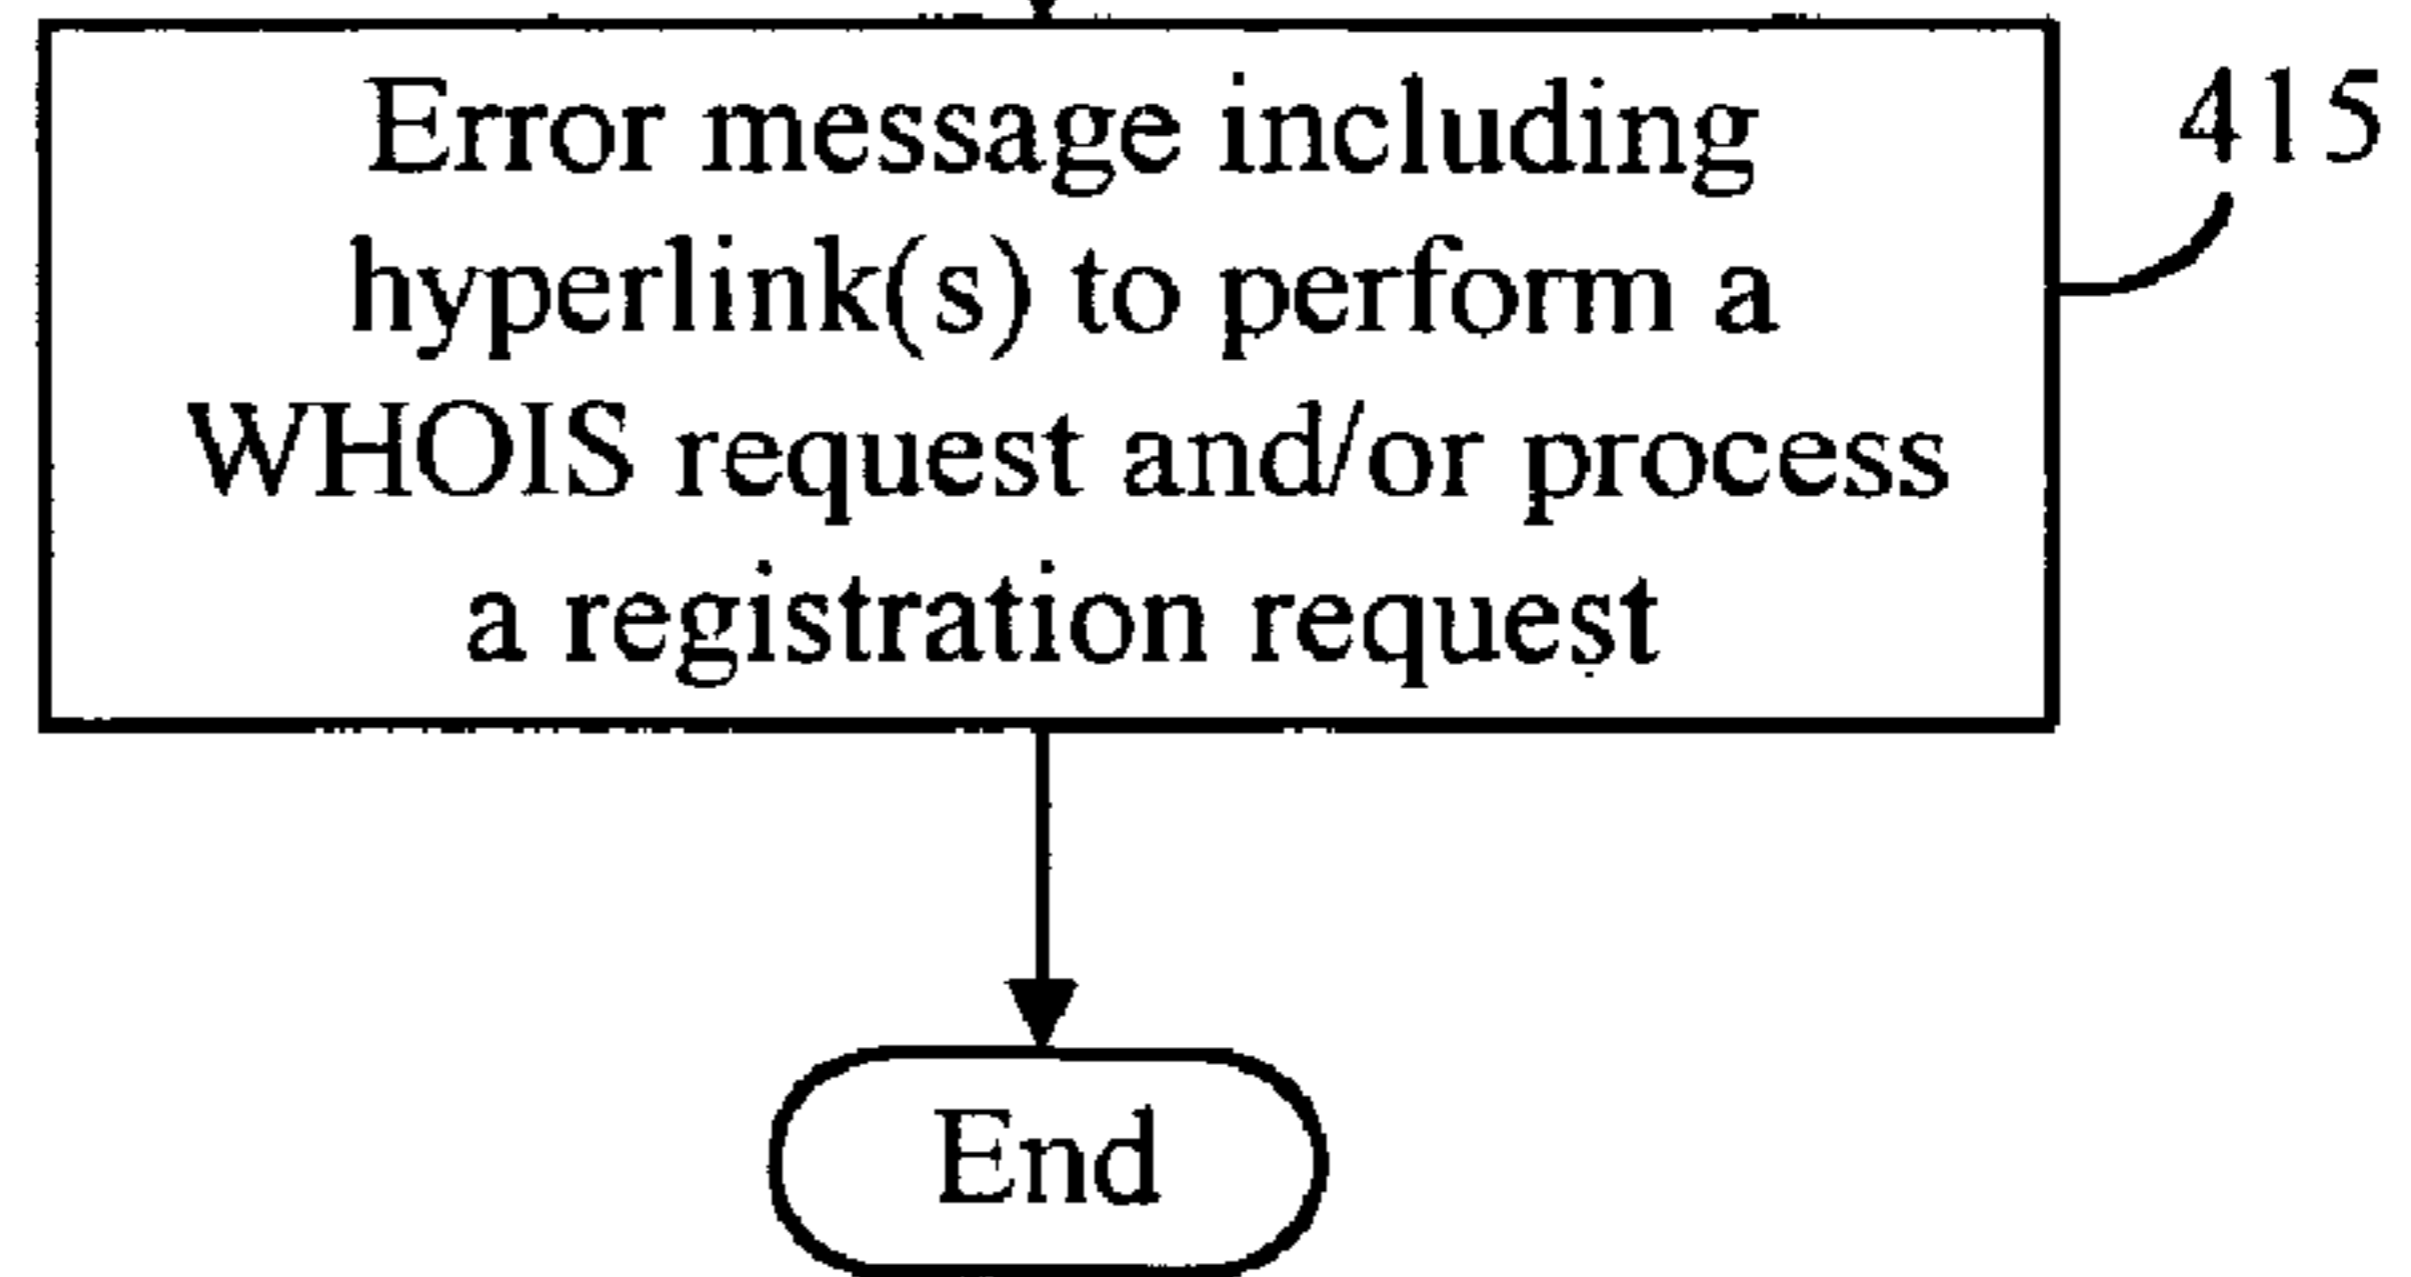 Error message including
415
hyperlink(s) to perform a
WHOIS request and/or process
a registration request
End